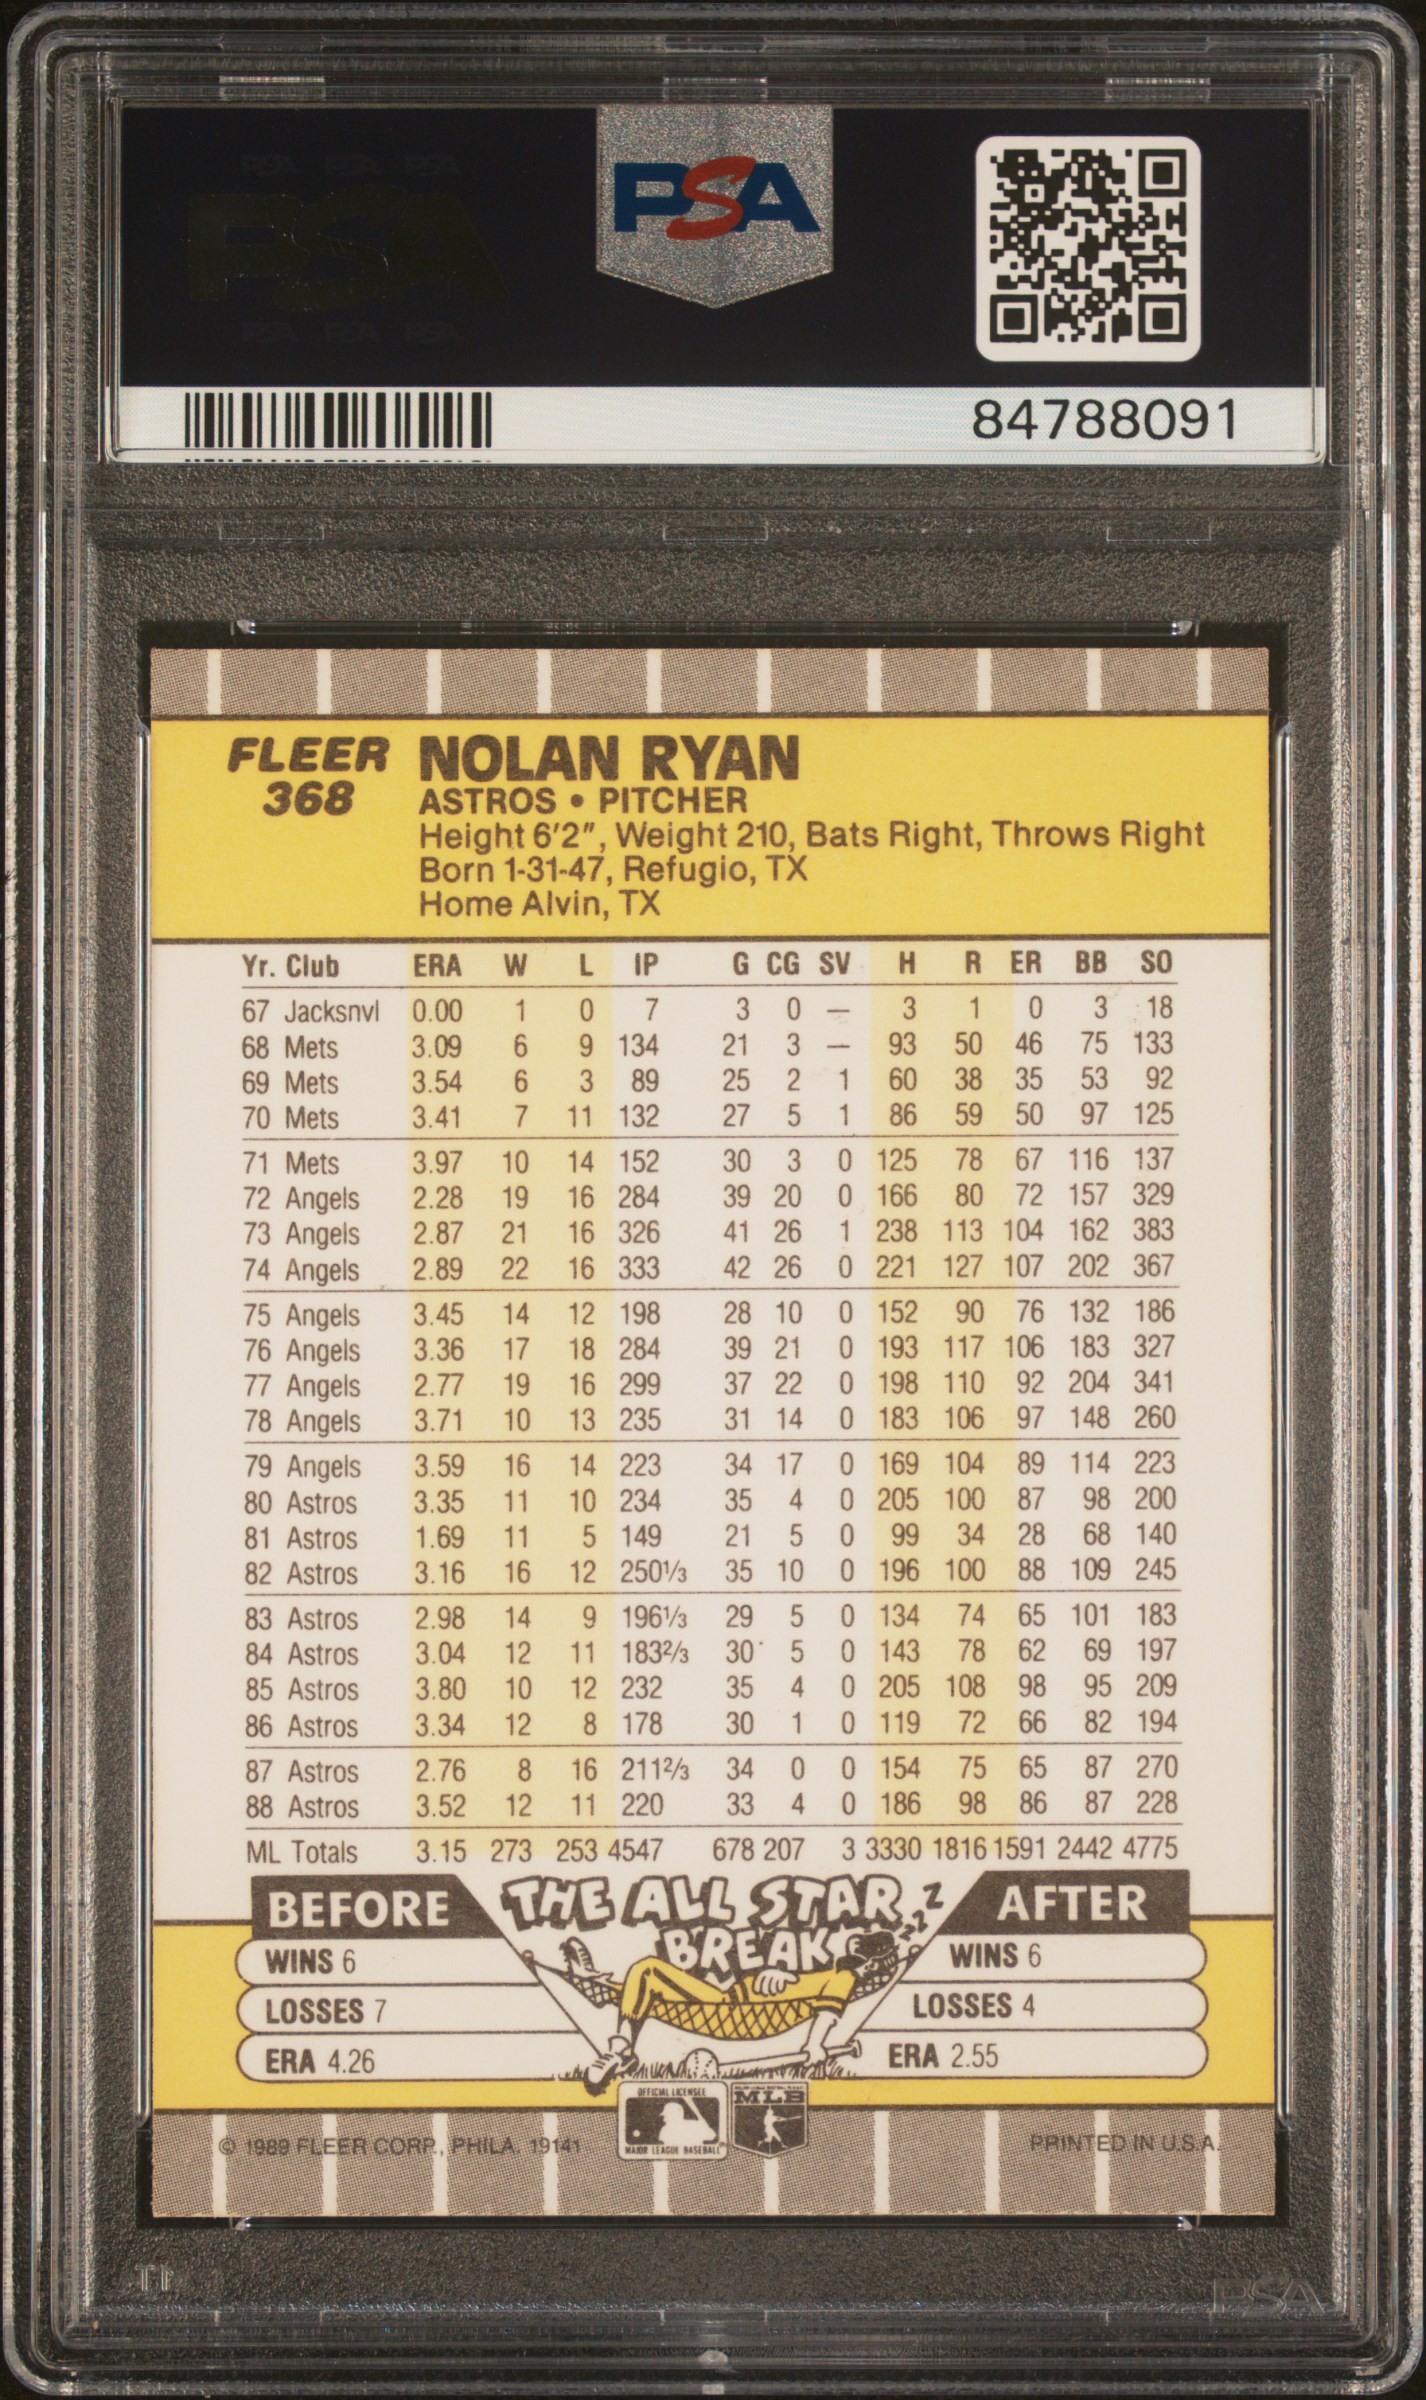 PSA
84788091
FLEER
368
NOLAN RYAN
ASTROS • PITCHER
Height 6'2", Weight 210, Bats Right, Throws Right
Born 1-31-47, Refugio, TX
Home Alvin, TX
Yr. Club ERA W L IP G CG SV H R ER BB SO
67 Jacksnvl 0.00 1 0 7 3 0 — 3 1 0 3 18
68 Mets 3.09 6 9 134 21 3 — 93 50 46 75 133
69 Mets 3.54 6 3 89 25 2 1 60 38 35 53 92
70 Mets 3.41 7 11 132 27 5 1 86 59 50 97 125
71 Mets 3.97 10 14 152 30 3 0 125 78 67 116 137
72 Angels 2.28 19 16 284 39 20 0 166 80 72 157 329
73 Angels 2.87 21 16 326 41 26 1 238 113 104 162 383
74 Angels 2.89 22 16 333 42 26 0 221 127 107 202 367
75 Angels 3.45 14 12 198 28 10 0 152 90 76 132 186
76 Angels 3.36 17 18 284 39 21 0 193 117 106 183 327
77 Angels 2.77 19 16 299 37 22 0 198 110 92 204 341
78 Angels 3.71 10 13 235 31 14 0 183 106 97 148 260
79 Angels 3.59 16 14 223 34 17 0 169 104 89 114 223
80 Astros 3.35 11 10 234 35 4 0 205 100 87 98 200
81 Astros 1.69 11 5 149 21 5 0 99 34 28 68 140
82 Astros 3.16 16 12 250⅓ 35 10 0 196 100 88 109 245
83 Astros 2.98 14 9 196⅓ 29 5 0 134 74 65 101 183
84 Astros 3.04 12 11 183⅔ 30 5 0 143 78 62 69 197
85 Astros 3.80 10 12 232 35 4 0 205 108 98 95 209
86 Astros 3.34 12 8 178 30 1 0 119 72 66 82 194
87 Astros 2.76 8 16 211⅔ 34 0 0 154 75 65 87 270
88 Astros 3.52 12 11 220 33 4 0 186 98 86 87 228
ML Totals 3.15 273 253 4547 678 207 3 3330 1816 1591 2442 4775
BEFORE THE ALL STAR BREAK ZZZZ AFTER
WINS 6 WINS 6
LOSSES 7 LOSSES 4
ERA 4.26 ERA 2.55
OFFICIAL LICENSEE
MAJOR LEAGUE BASEBALL
MLB
© 1989 FLEER CORP., PHILA. 19141 PRINTED IN U.S.A.
PSA